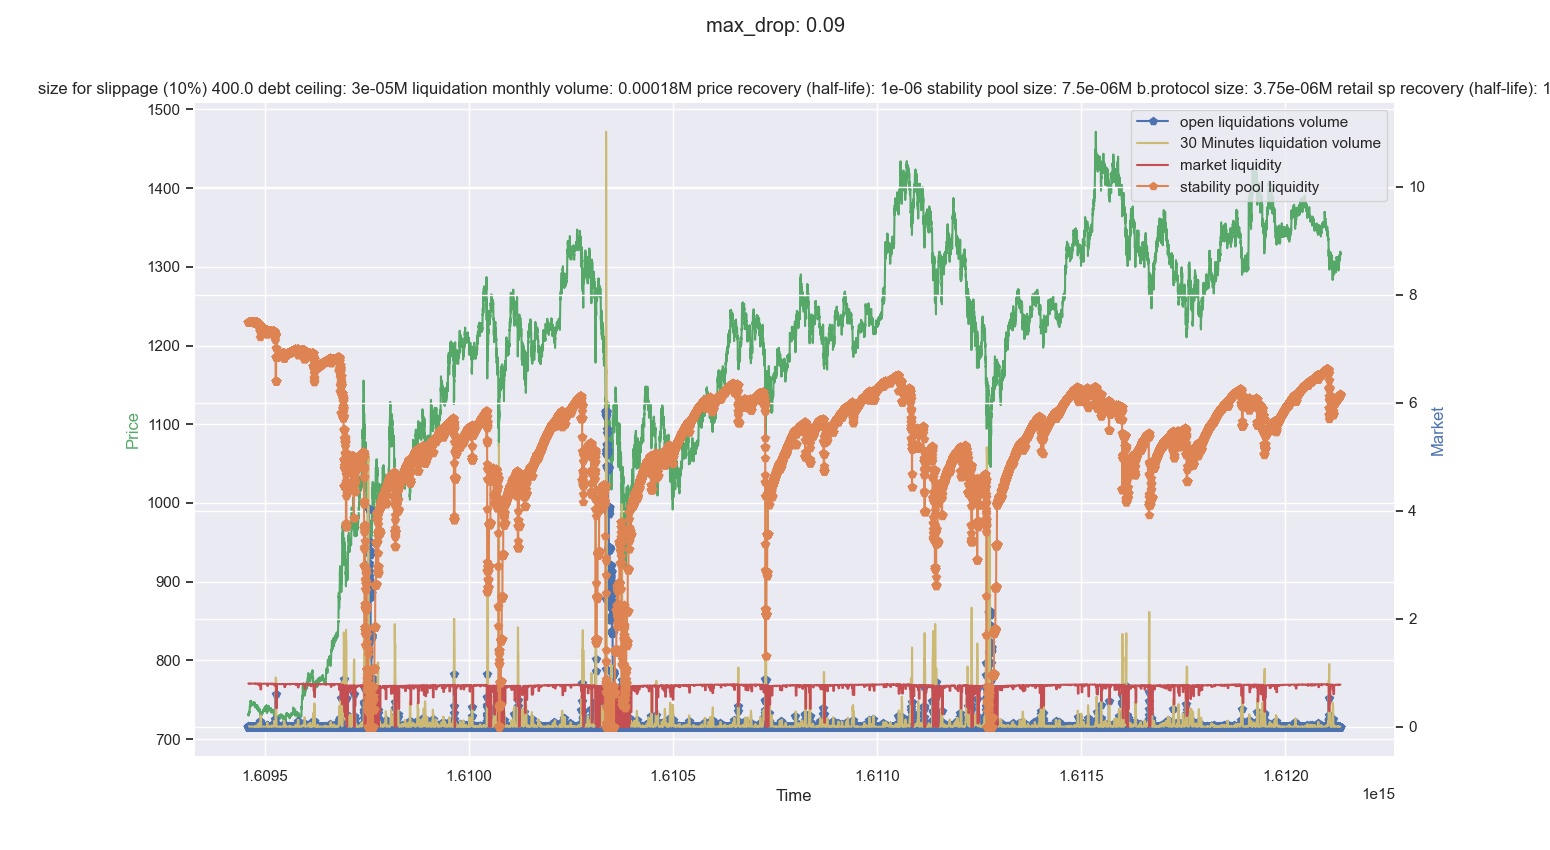 max_drop: 0.09
size for slippage (10%) 400.0 debt ceiling: 3e-05M liquidation monthly volume: 0.00018M price recovery (half-life): 1e-06 stability pool size: 7.5e-06M b.protocol size: 3.75e-06M retail sp recovery (half-life): 1
open liquidations volume
30 Minutes liquidation volume
market liquidity
stability pool liquidity
1500
1400
1300
1200
1100
1000
900
800
700
Price
10
8
6
4
2
0
Market
1.6095 1.6100 1.6105 1.6110 1.6115 1.6120
Time
1e15